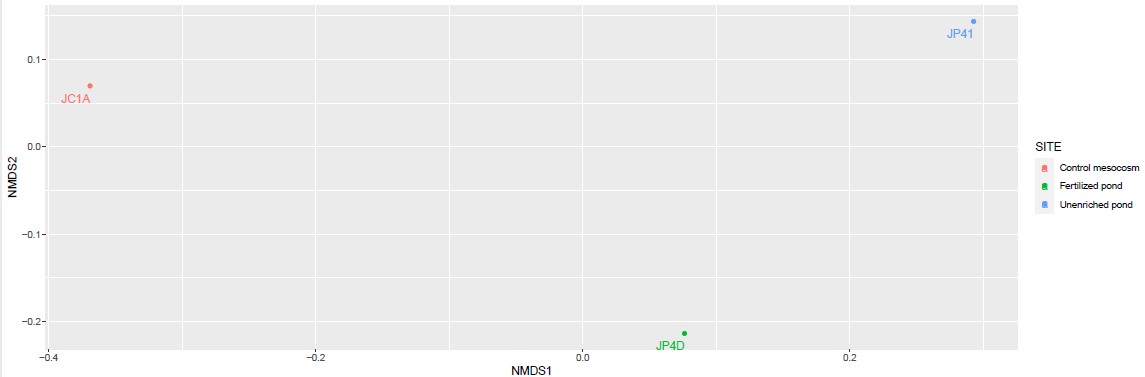 JP41
0.1
JC1A
0.0
SITE
Control mesocosm
Fertilized pond
Unenriched pond
NMDS2
−0.1
−0.2
JP4D
−0.4
−0.2
0.0
0.2
NMDS1